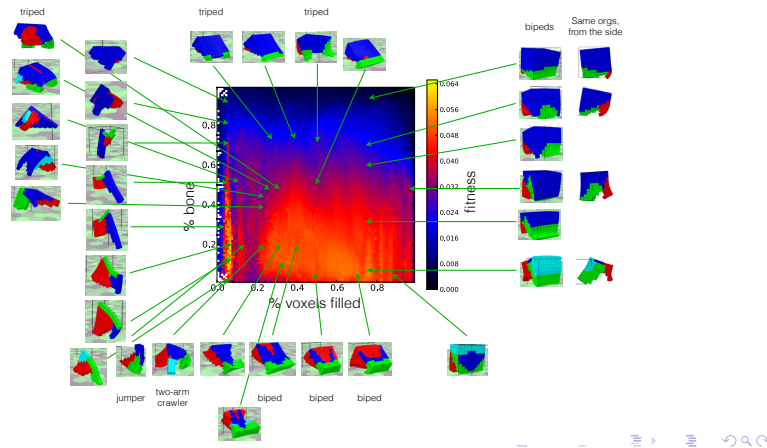 triped
triped
triped
bipeds
Same orgs,
from the side
0.8
0.6
0.4
0.2
0.0
0.2
0.4
0.6
0.8
% bone
% voxels filled
0.064
0.056
0.048
0.040
0.032
0.024
0.016
0.008
0.000
fitness
jumper
two-arm
crawler
biped
biped
biped